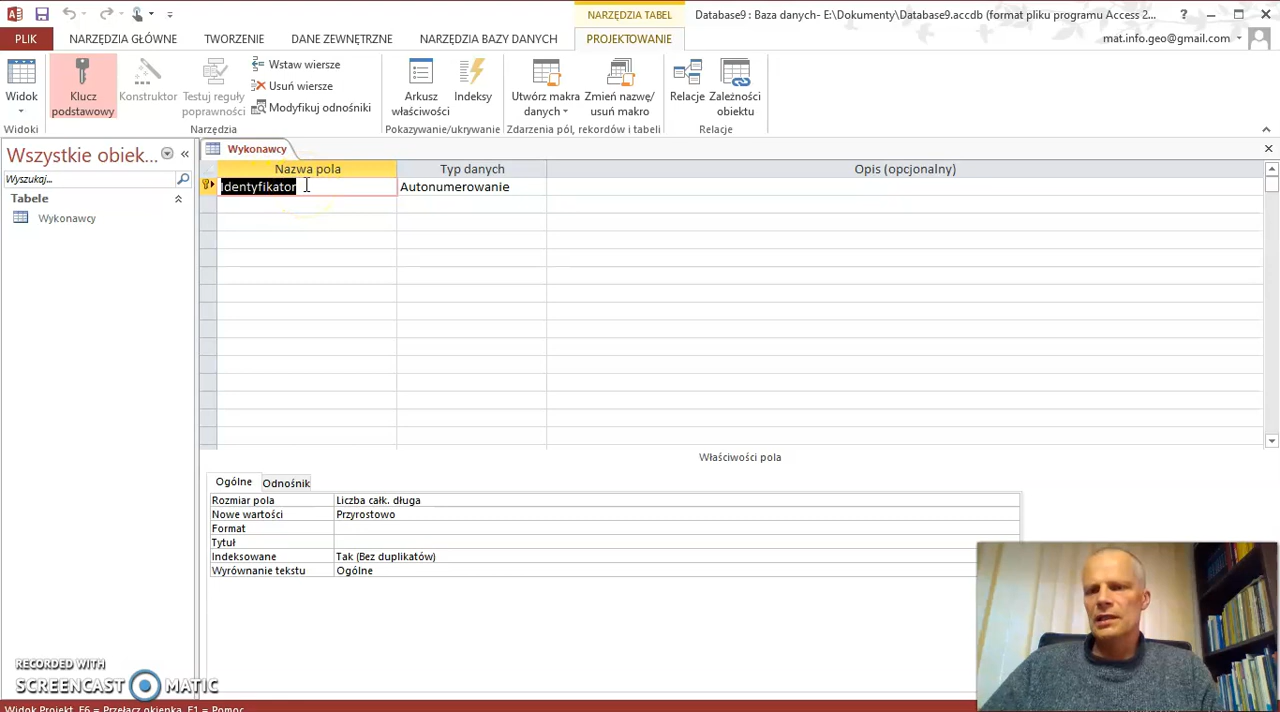 NARZĘDZIA TABEL
Database9 : Baza danych- E:\Dokumenty\Database9.accdb (format pliku programu Access 2...
PLIK NARZĘDZIA GŁÓWNE TWORZENIE DANE ZEWNĘTRZNE NARZĘDZIA BAZY DANYCH PROJEKTOWANIE mat.info.geo@gmail.com
Widok
Klucz podstawowy
Konstruktor
Testuj reguły poprawności
Wstaw wiersze
Usuń wiersze
Modyfikuj odnośniki
Arkusz właściwości
Indeksy
Utwórz makra danych
Zmień nazwę/ usuń makro
Relacje
Zależności obiektu
Widoki Narzędzia Pokazywanie/ukrywanie Zdarzenia pól, rekordów i tabeli Relacje
Wszystkie obiek...
Wyszukaj...
Tabele
Wykonawcy
Wykonawcy
Nazwa pola Typ danych Opis (opcjonalny)
Identyfikator Autonumerowanie
Właściwości pola
Ogólne Odnośnik
Rozmiar pola Liczba całk. długa
Nowe wartości Przyrostowo
Format
Tytuł
Indeksowane Tak (Bez duplikatów)
Wyrównanie tekstu Ogólne
RECORDED WITH
SCREENCAST MATIC
Widok Projekt. F6 = Przełącz okienka. F1 = Pomoc.